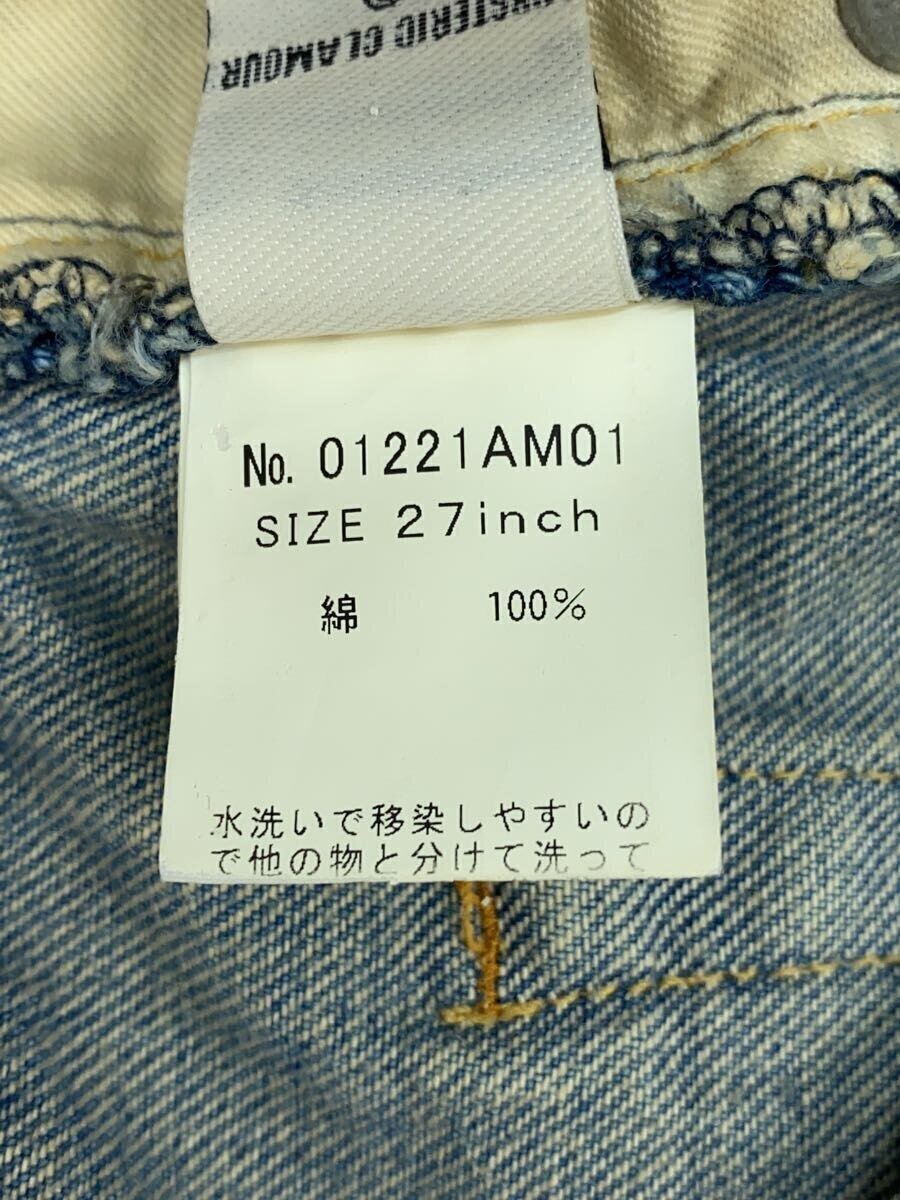 HYSTERIC GLAMOUR
No. 01221AM01
SIZE 27inch
綿 100%
水洗いで移染しやすいの
で他の物と分けて洗って